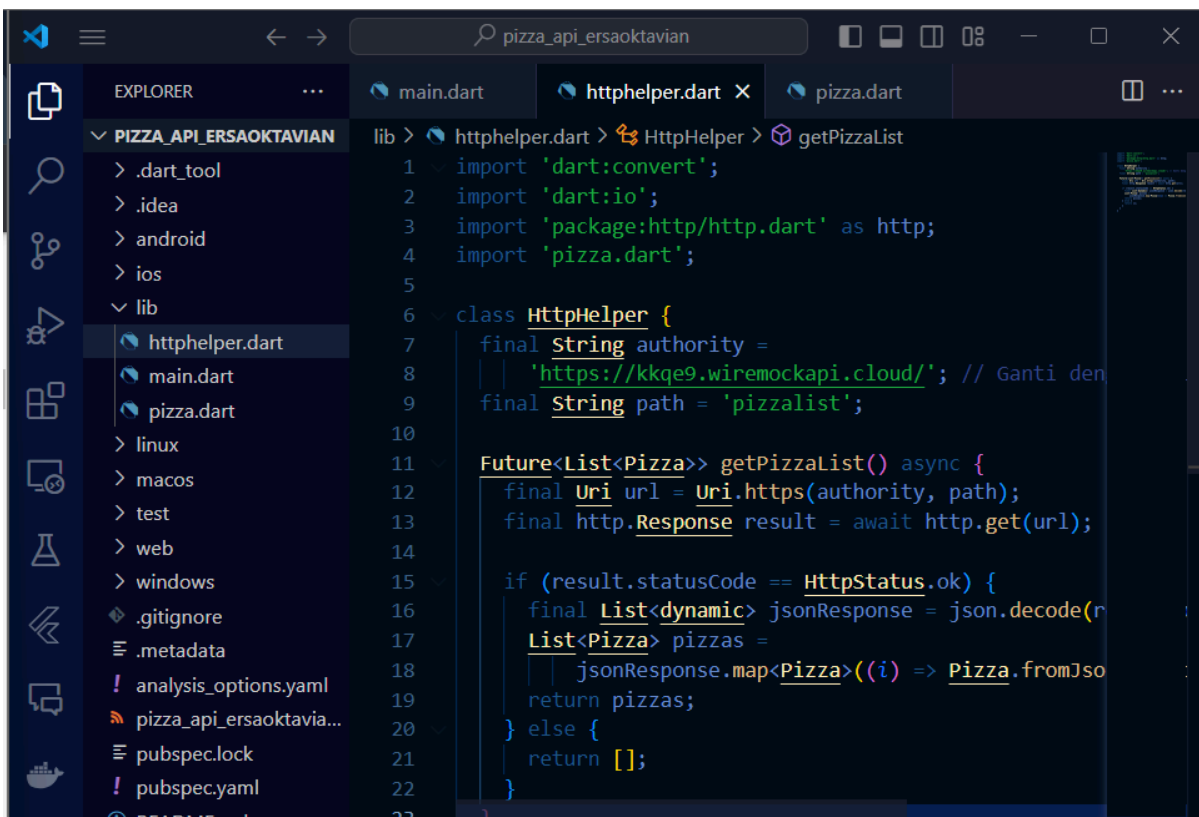 pizza_api_ersaoktavian
EXPLORER
PIZZA_API_ERSAOKTAVIAN
.dart_tool
.idea
android
ios
lib
httphelper.dart
main.dart
pizza.dart
linux
macos
test
web
windows
.gitignore
.metadata
analysis_options.yaml
pizza_api_ersaoktavia...
pubspec.lock
pubspec.yaml
main.dart httphelper.dart pizza.dart
lib > httphelper.dart > HttpHelper > getPizzaList
1 import 'dart:convert';
2 import 'dart:io';
3 import 'package:http/http.dart' as http;
4 import 'pizza.dart';
5
6 class HttpHelper {
7 final String authority =
8 'https://kkqe9.wiremockapi.cloud/'; // Ganti den
9 final String path = 'pizzalist';
10
11 Future<List<Pizza>> getPizzaList() async {
12 final Uri url = Uri.https(authority, path);
13 final http.Response result = await http.get(url);
14
15 if (result.statusCode == HttpStatus.ok) {
16 final List<dynamic> jsonResponse = json.decode(r
17 List<Pizza> pizzas =
18 jsonResponse.map<Pizza>((i) => Pizza.fromJso
19 return pizzas;
20 } else {
21 return [];
22 }